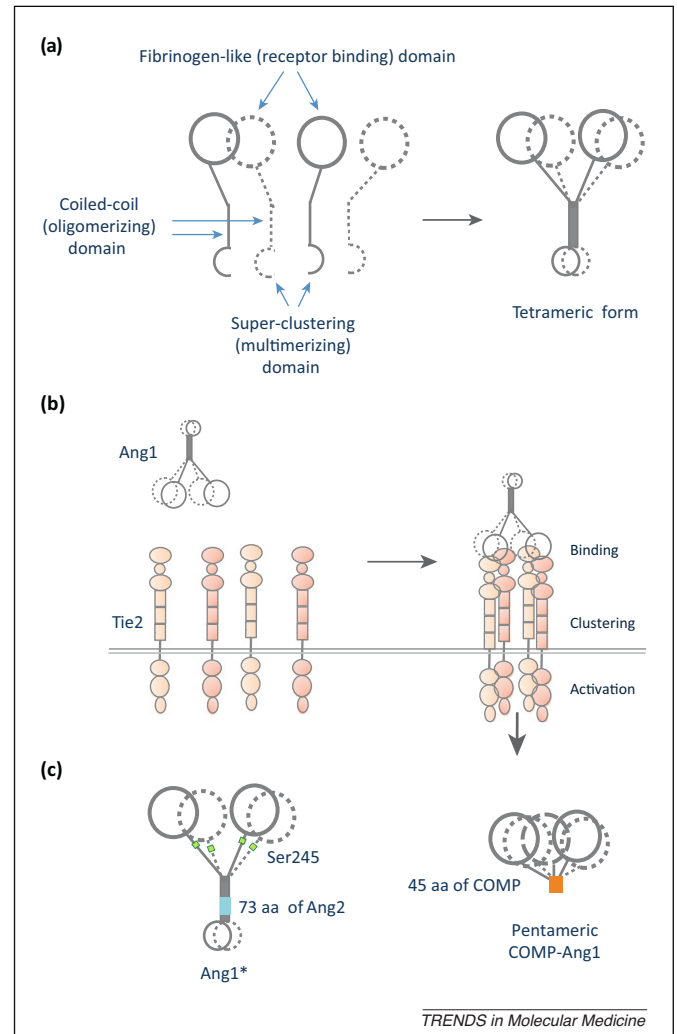 (a)
Fibrinogen-like (receptor binding) domain
Coiled-coil
(oligomerizing)
domain
Super-clustering
(multimerizing)
domain
Tetrameric form
(b)
Ang1
Tie2
Binding
Clustering
Activation
(c)
Ser245
73 aa of Ang2
Ang1*
45 aa of COMP
Pentameric
COMP-Ang1
TRENDS in Molecular Medicine